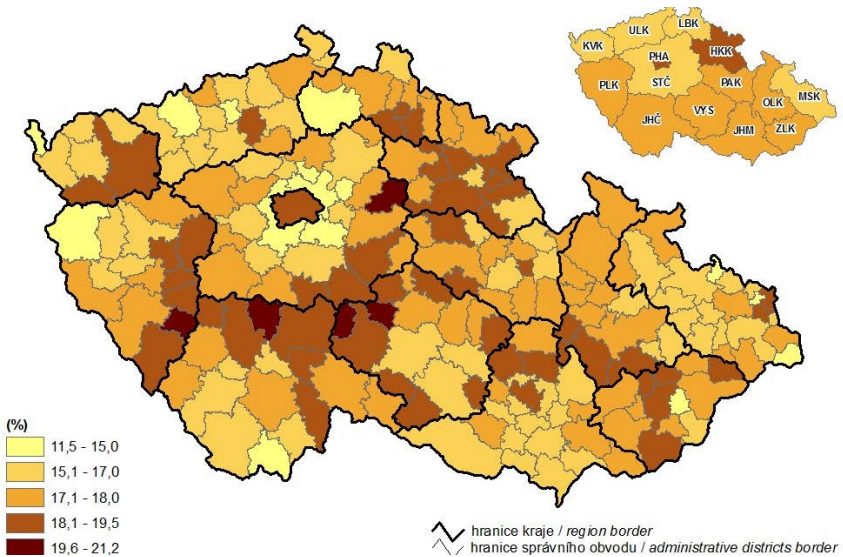 LBK
ULK
KVK
HKK
PHA
STČ
PLK
PAK
MSK
OLK
VYS
JHČ
JHM
ZLK
(%)
11,5 - 15,0
15,1 - 17,0
17,1 - 18,0
18,1 - 19,5
19,6 - 21,2
hranice kraje / region border
hranice správního obvodu / administrative districts border